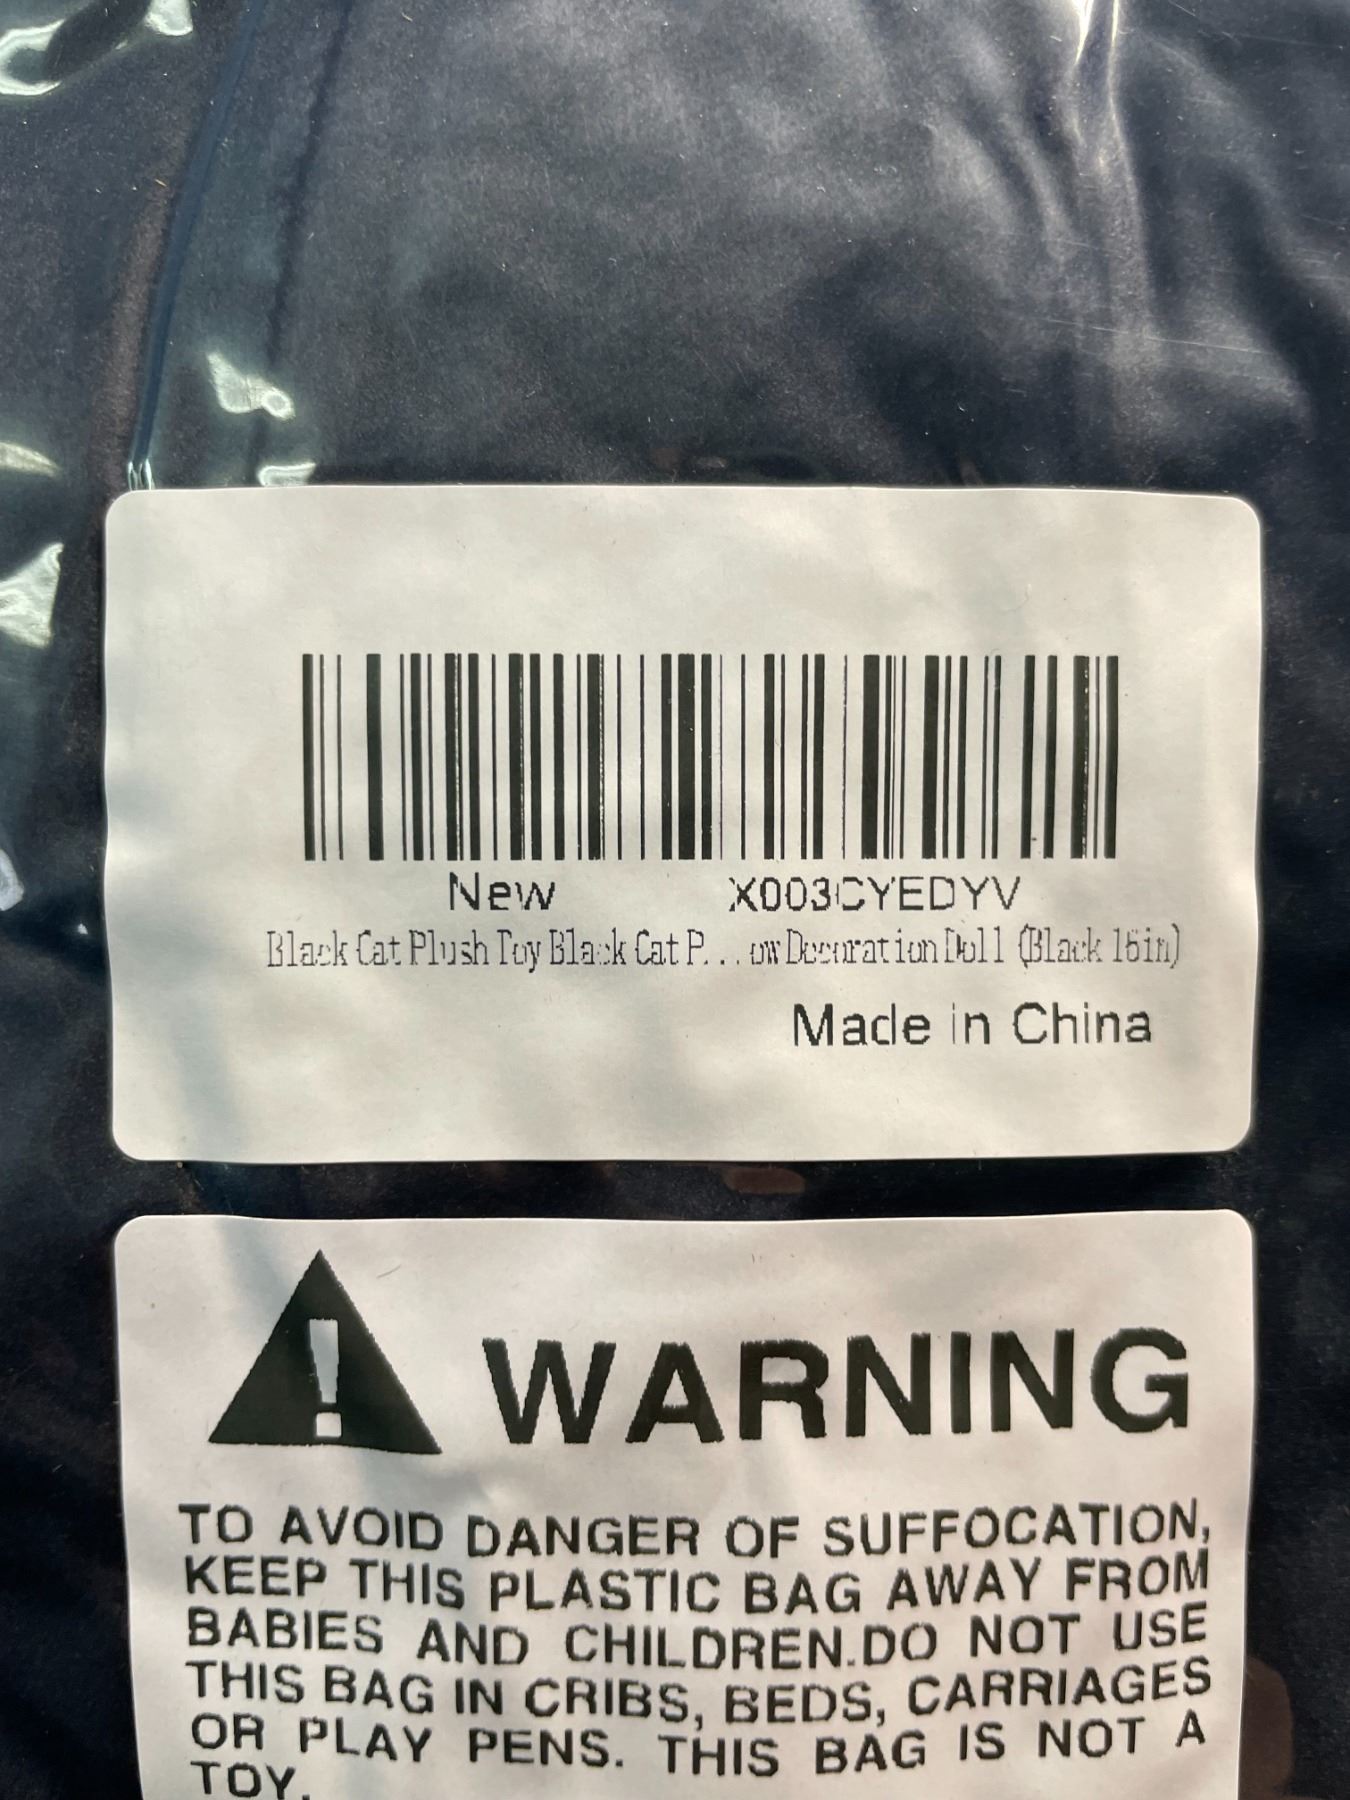 New X003CYEDYV
Black Cat Plush Toy Black Cat P...ow Decoration Doll (Black 16in)
Made in China
WARNING
TO AVOID DANGER OF SUFFOCATION,
KEEP THIS PLASTIC BAG AWAY FROM
BABIES AND CHILDREN.DO NOT USE
THIS BAG IN CRIBS, BEDS, CARRIAGES
OR PLAY PENS. THIS BAG IS NOT A
TOY.